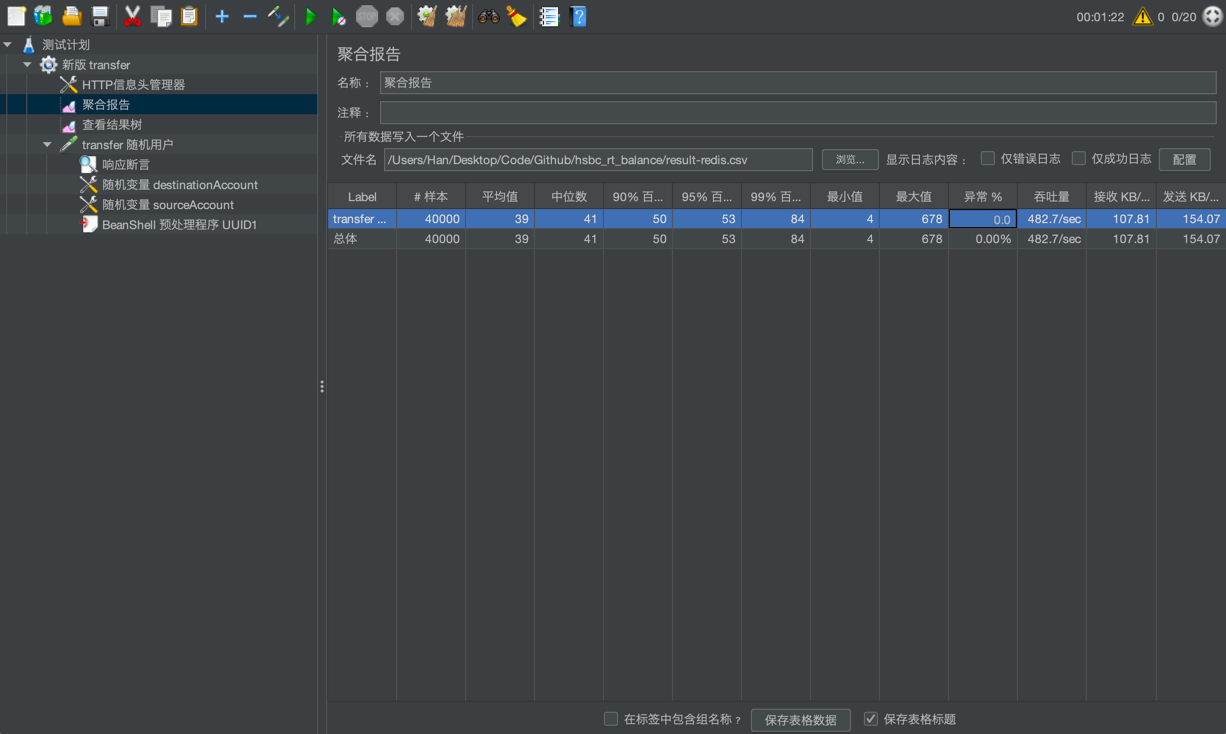 00:01:22 0 0/20
测试计划
新版 transfer
HTTP信息头管理器
聚合报告
查看结果树
transfer 随机用户
响应断言
随机变量 destinationAccount
随机变量 sourceAccount
BeanShell 预处理程序 UUID1
聚合报告
名称： 聚合报告
注释：
所有数据写入一个文件
文件名 /Users/Han/Desktop/Code/Github/hsbc_rt_balance/result-redis.csv 浏览... 显示日志内容： 仅错误日志 仅成功日志 配置
Label # 样本 平均值 中位数 90% 百... 95% 百... 99% 百... 最小值 最大值 异常 % 吞吐量 接收 KB/... 发送 KB/...
transfer ... 40000 39 41 50 53 84 4 678 0.0 482.7/sec 107.81 154.07
总体 40000 39 41 50 53 84 4 678 0.00% 482.7/sec 107.81 154.07
在标签中包含组名称？ 保存表格数据 保存表格标题